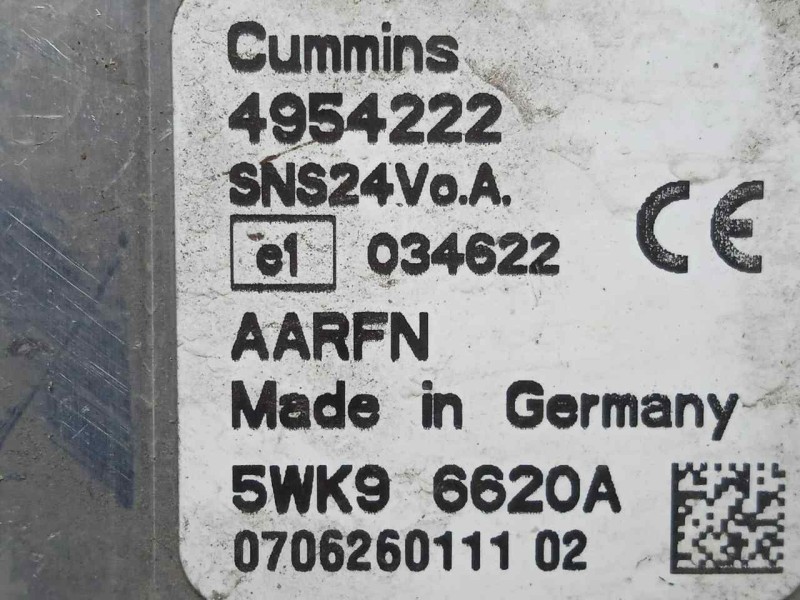 Cummins
4954222
SNS24Vo.A.
e1 034622
CE
AARFN
Made in Germany
5WK9 6620A
0706260111 02